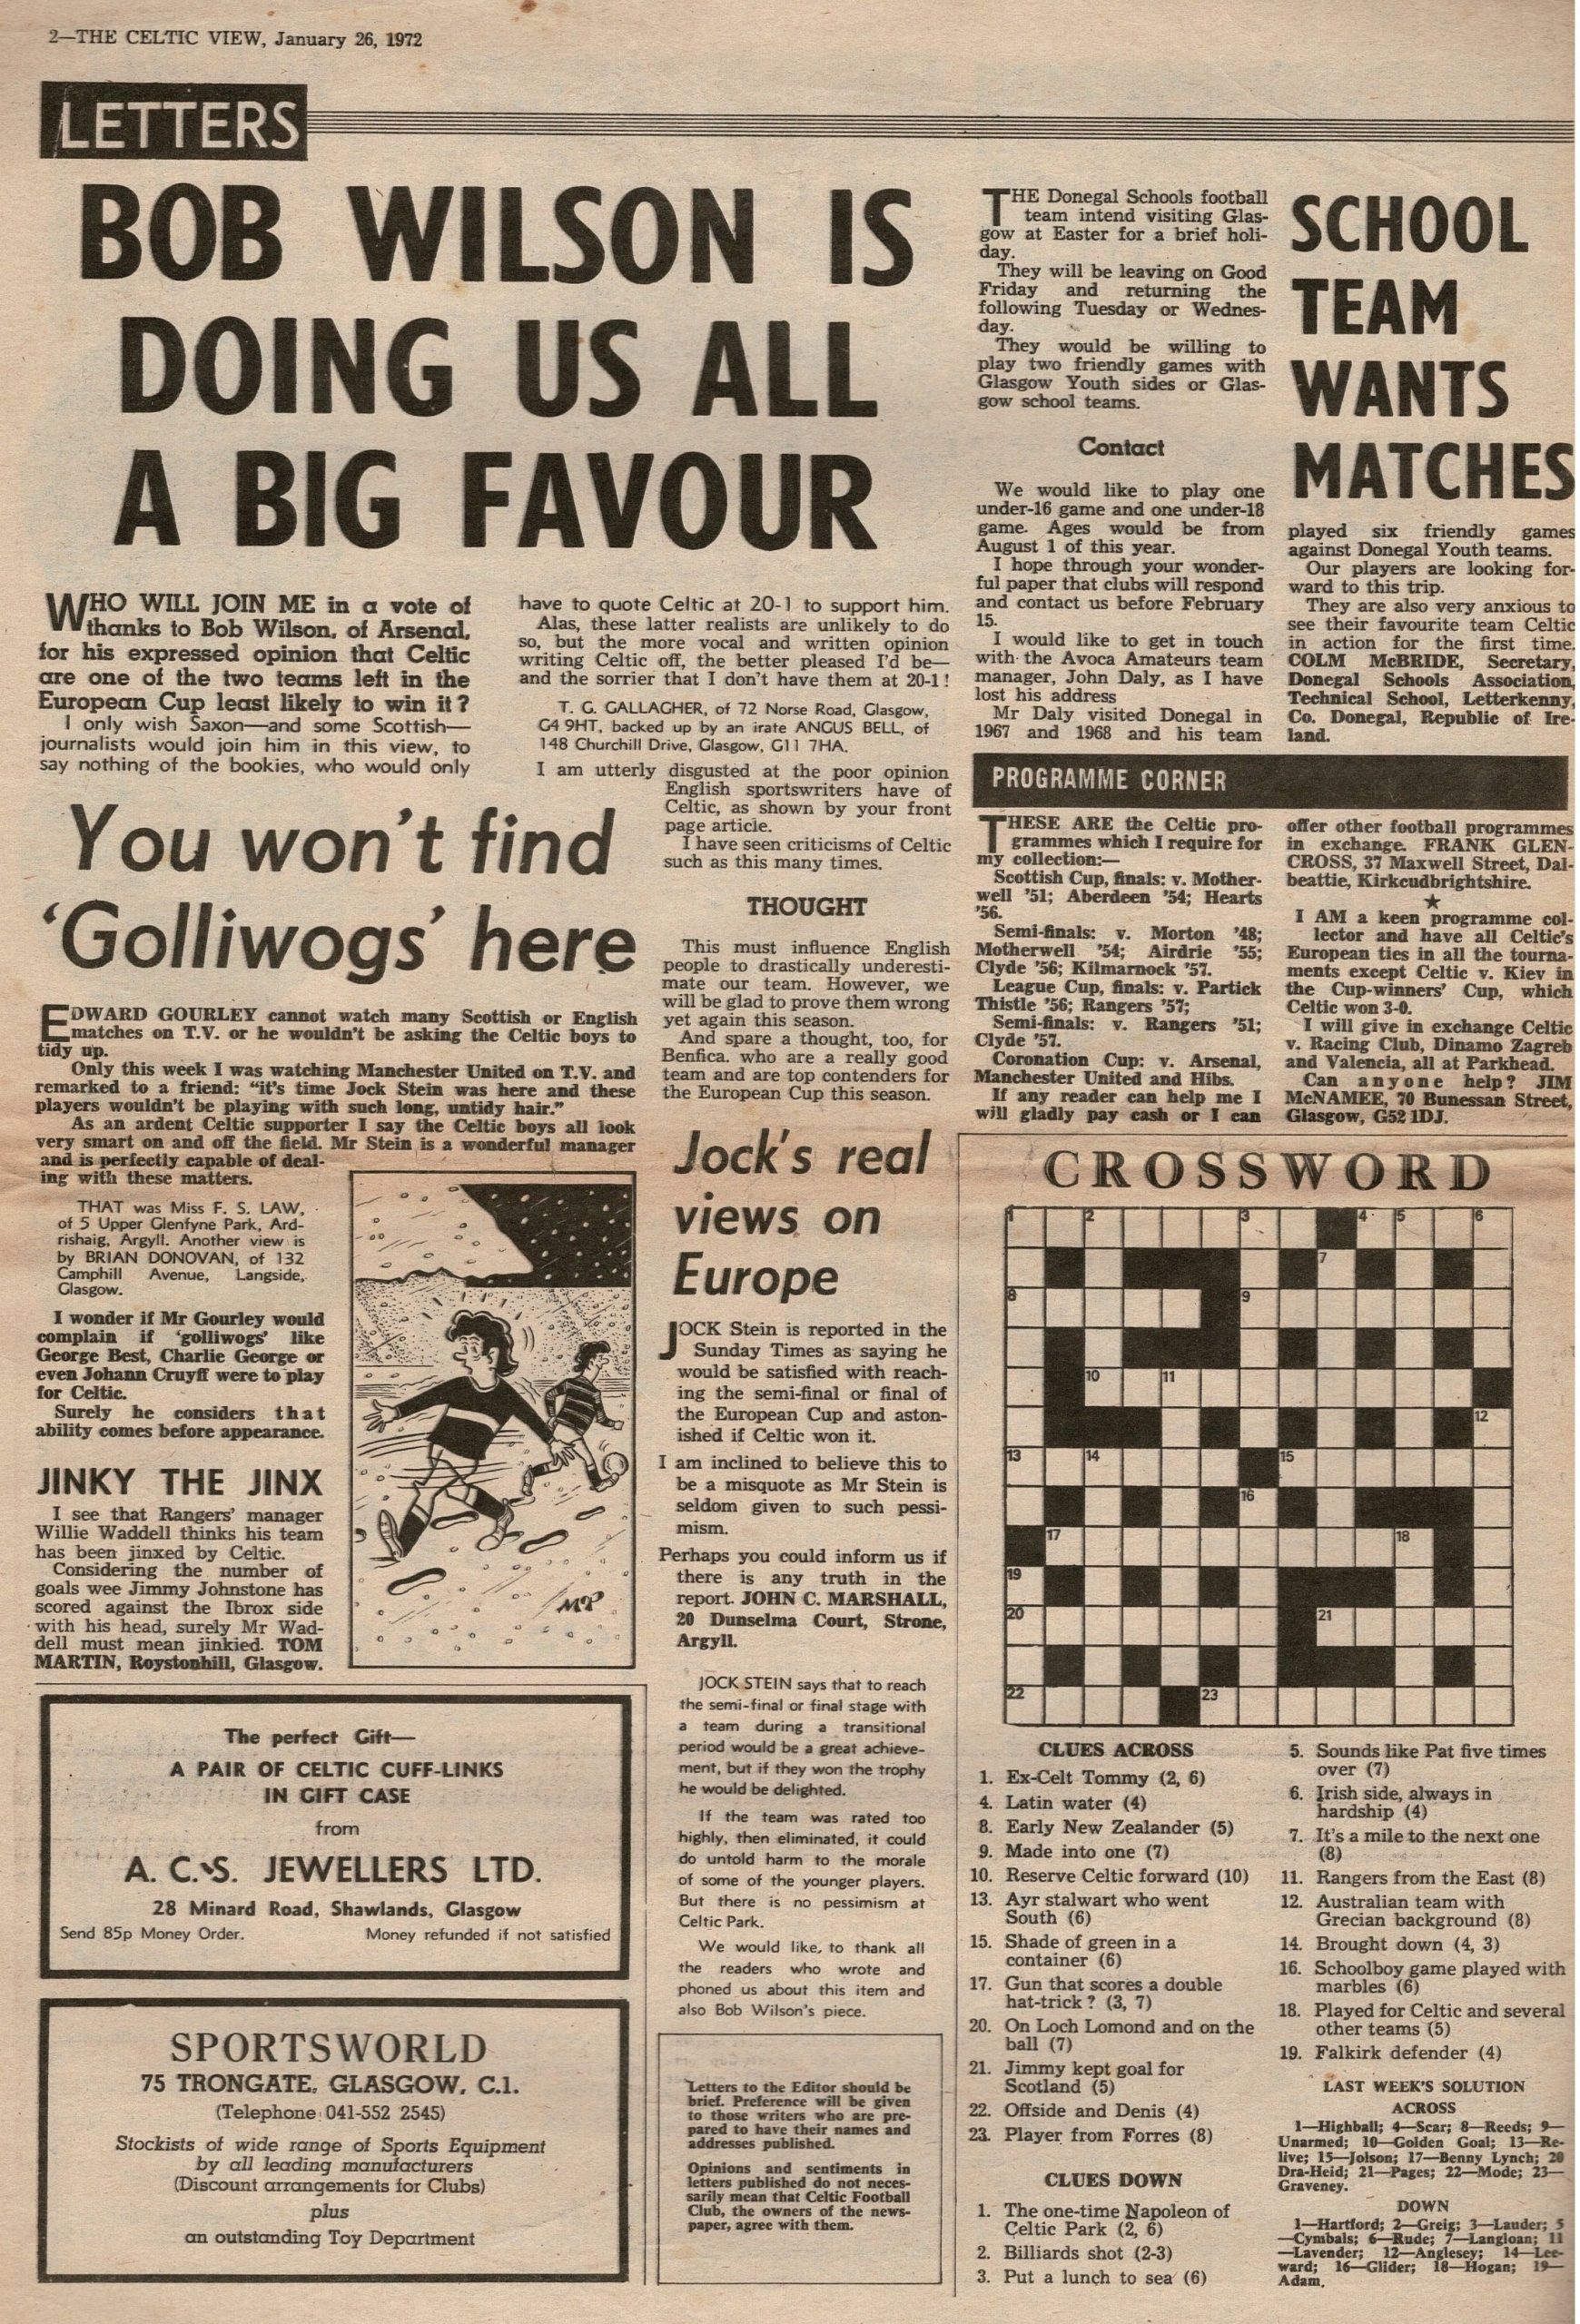 2—THE CELTIC VIEW, January 26, 1972
LETTERS
BOB WILSON IS
DOING US ALL
A BIG FAVOUR
WHO WILL JOIN ME in a vote of
thanks to Bob Wilson, of Arsenal,
for his expressed opinion that Celtic
are one of the two teams left in the
European Cup least likely to win it?
I only wish Saxon—and some Scottish—
journalists would join him in this view, to
say nothing of the bookies, who would only
have to quote Celtic at 20-1 to support him.
Alas, these latter realists are unlikely to do
so, but the more vocal and written opinion
writing Celtic off, the better pleased I'd be—
and the sorrier that I don't have them at 20-1!
T. G. GALLAGHER, of 72 Norse Road, Glasgow,
G4 9HT, backed up by an irate ANGUS BELL, of
148 Churchill Drive, Glasgow, G11 7HA.
I am utterly disgusted at the poor opinion
English sportswriters have of
Celtic, as shown by your front
page article.
I have seen criticisms of Celtic
such as this many times.
THOUGHT
This must influence English
people to drastically underesti-
mate our team. However, we
will be glad to prove them wrong
yet again this season.
And spare a thought, too, for
Benfica. who are a really good
team and are top contenders for
the European Cup this season.
You won't find
'Golliwogs' here
EDWARD GOURLEY cannot watch many Scottish or English
matches on T.V. or he wouldn't be asking the Celtic boys to
tidy up.
Only this week I was watching Manchester United on T.V. and
remarked to a friend: "it's time Jock Stein was here and these
players wouldn't be playing with such long, untidy hair."
As an ardent Celtic supporter I say the Celtic boys all look
very smart on and off the field. Mr Stein is a wonderful manager
and is perfectly capable of deal-
ing with these matters.
THAT was Miss F. S. LAW,
of 5 Upper Glenfyne Park, Ard-
rishaig, Argyll. Another view is
by BRIAN DONOVAN, of 132
Camphill Avenue, Langside,
Glasgow.
I wonder if Mr Gourley would
complain if 'golliwogs' like
George Best, Charlie George or
even Johann Cruyff were to play
for Celtic.
Surely he considers that
ability comes before appearance.
JINKY THE JINX
I see that Rangers' manager
Willie Waddell thinks his team
has been jinxed by Celtic.
Considering the number of
goals wee Jimmy Johnstone has
scored against the Ibrox side
with his head, surely Mr Wad-
dell must mean jinkied. TOM
MARTIN, Roystonhill, Glasgow.
The perfect Gift—
A PAIR OF CELTIC CUFF-LINKS
IN GIFT CASE
from
A. C. S. JEWELLERS LTD.
28 Minard Road, Shawlands, Glasgow
Send 85p Money Order. Money refunded if not satisfied
SPORTSWORLD
75 TRONGATE, GLASGOW, C.1.
(Telephone 041-552 2545)
Stockists of wide range of Sports Equipment
by all leading manufacturers
(Discount arrangements for Clubs)
plus
an outstanding Toy Department
Jock's real
views on
Europe
JOCK Stein is reported in the
Sunday Times as saying he
would be satisfied with reach-
ing the semi-final or final of
the European Cup and aston-
ished if Celtic won it.
I am inclined to believe this to
be a misquote as Mr Stein is
seldom given to such pessi-
mism.
Perhaps you could inform us if
there is any truth in the
report. JOHN C. MARSHALL,
20 Dunselma Court, Strone,
Argyll.
JOCK STEIN says that to reach
the semi-final or final stage with
a team during a transitional
period would be a great achieve-
ment, but if they won the trophy
he would be delighted.
If the team was rated too
highly, then eliminated, it could
do untold harm to the morale
of some of the younger players.
But there is no pessimism at
Celtic Park.
We would like, to thank all
the readers who wrote and
phoned us about this item and
also Bob Wilson's piece.
Letters to the Editor should be
brief. Preference will be given
to those writers who are pre-
pared to have their names and
addresses published.
Opinions and sentiments in
letters published do not neces-
sarily mean that Celtic Football
Club, the owners of the news-
paper, agree with them.
SCHOOL
TEAM
WANTS
MATCHES
THE Donegal Schools football
team intend visiting Glas-
gow at Easter for a brief holi-
day.
They will be leaving on Good
Friday and returning the
following Tuesday or Wednes-
day.
They would be willing to
play two friendly games with
Glasgow Youth sides or Glas-
gow school teams.
Contact
We would like to play one
under-16 game and one under-18
game. Ages would be from
August 1 of this year.
I hope through your wonder-
ful paper that clubs will respond
and contact us before February
15.
I would like to get in touch
with the Avoca Amateurs team
manager, John Daly, as I have
lost his address
Mr Daly visited Donegal in
1967 and 1968 and his team
played six friendly games
against Donegal Youth teams.
Our players are looking for-
ward to this trip.
They are also very anxious to
see their favourite team Celtic
in action for the first time.
COLM McBRIDE, Secretary,
Donegal Schools Association,
Technical School, Letterkenny,
Co. Donegal, Republic of Ire-
land.
PROGRAMME CORNER
THESE ARE the Celtic pro-
grammes which I require for
my collection:—
Scottish Cup, finals: v. Mother-
well '51; Aberdeen '54; Hearts
'56.
Semi-finals: v. Morton '48;
Motherwell '54; Airdrie '55;
Clyde '56; Kilmarnock '57.
League Cup, finals: v. Partick
Thistle '56; Rangers '57;
Semi-finals: v. Rangers '51;
Clyde '57.
Coronation Cup: v. Arsenal,
Manchester United and Hibs.
If any reader can help me I
will gladly pay cash or I can
offer other football programmes
in exchange. FRANK GLEN-
CROSS, 37 Maxwell Street, Dal-
beattie, Kirkcudbrightshire.
★
I AM a keen programme col-
lector and have all Celtic's
European ties in all the tourna-
ments except Celtic v. Kiev in
the Cup-winners' Cup, which
Celtic won 3-0.
I will give in exchange Celtic
v. Racing Club, Dinamo Zagreb
and Valencia, all at Parkhead.
Can anyone help? JIM
McNAMEE, 70 Bunessan Street,
Glasgow, G52 1DJ.
CROSSWORD
1 2 3 4 5 6
7
8 9
10 11
12
13 14 15
16
17 18
19
20 21
22 23
CLUES ACROSS
1. Ex-Celt Tommy (2, 6)
4. Latin water (4)
8. Early New Zealander (5)
9. Made into one (7)
10. Reserve Celtic forward (10)
13. Ayr stalwart who went
South (6)
15. Shade of green in a
container (6)
17. Gun that scores a double
hat-trick? (3, 7)
20. On Loch Lomond and on the
ball (7)
21. Jimmy kept goal for
Scotland (5)
22. Offside and Denis (4)
23. Player from Forres (8)
CLUES DOWN
1. The one-time Napoleon of
Celtic Park (2, 6)
2. Billiards shot (2-3)
3. Put a lunch to sea (6)
5. Sounds like Pat five times
over (7)
6. Irish side, always in
hardship (4)
7. It's a mile to the next one
(8)
11. Rangers from the East (8)
12. Australian team with
Grecian background (8)
14. Brought down (4, 3)
16. Schoolboy game played with
marbles (6)
18. Played for Celtic and several
other teams (5)
19. Falkirk defender (4)
LAST WEEK'S SOLUTION
ACROSS
1—Highball; 4—Scar; 8—Reeds; 9—
Unarmed; 10—Golden Goal; 13—Re-
live; 15—Jolson; 17—Benny Lynch; 20
Dra-Heid; 21—Pages; 22—Mode; 23—
Graveney.
DOWN
1—Hartford; 2—Greig; 3—Lauder; 5
—Cymbals; 6—Rude; 7—Langloan; 11
—Lavender; 12—Anglesey; 14—Lee-
ward; 16—Glider; 18—Hogan; 19—
Adam.